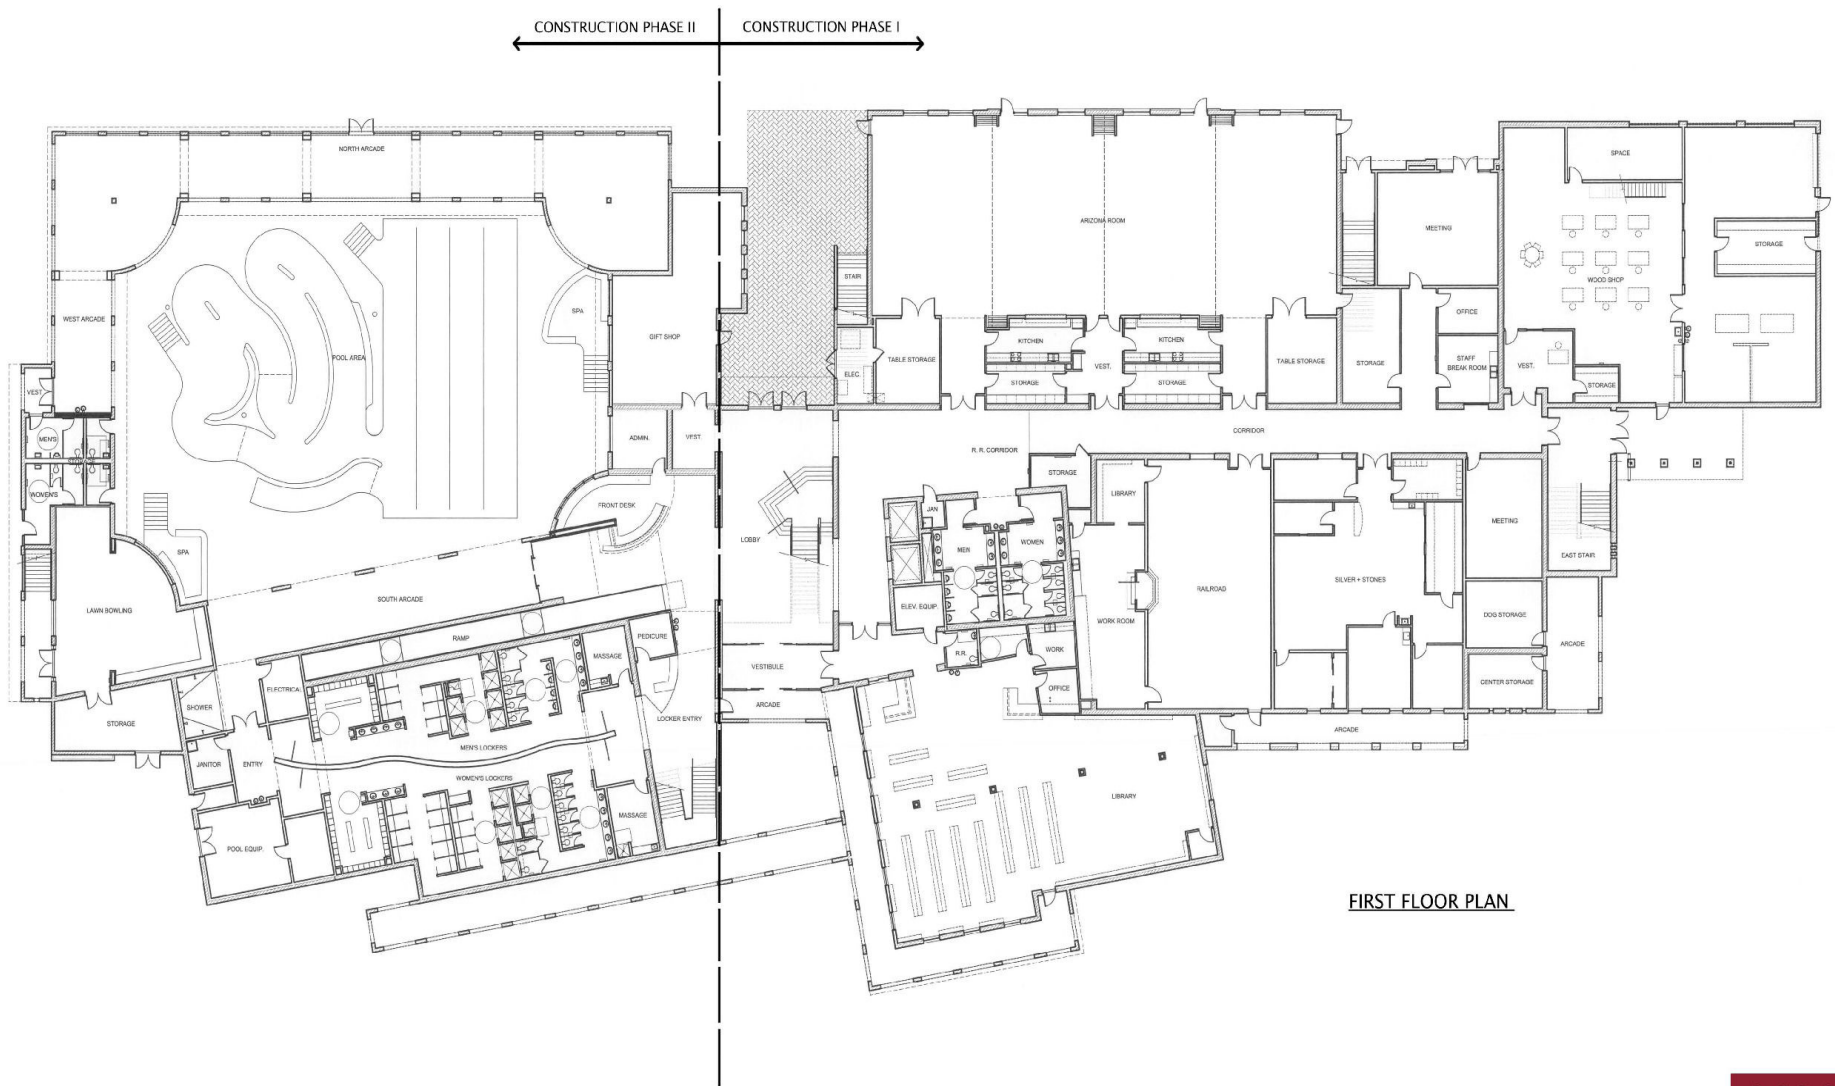 CONSTRUCTION PHASE II
CONSTRUCTION PHASE I
NORTH ARCADE
SPACE
ARIZONA ROOM
MEETING
STORAGE
STAIR
WOOD SHOP
SPA
WEST ARCADE
OFFICE
GIFT SHOP
KITCHEN
KITCHEN
POOL AREA
TABLE STORAGE
VEST.
TABLE STORAGE
STORAGE
STAFF
BREAK ROOM
VEST.
ELEC.
STORAGE
STORAGE
STORAGE
VEST.
MEN'S
ADMIN.
VEST.
CORRIDOR
R. R. CORRIDOR
STORAGE
WOVEN'S
LIBRARY
FRONT DESK
JAN
MEETING
LOBBY
MEN
WOMEN
SPA
EAST STAIR
SILVER + STONES
RAILROAD
SOUTH ARCADE
ELEV. EQUIP.
LAWN BOWLING
DOG STORAGE
WORK ROOM
RAMP
PEDICURE
ARCADE
MASSAGE
R.R.
WORK
VESTIBULE
CENTER STORAGE
ELECTRICAL
OFFICE
SHOWER
ARCADE
STORAGE
LOCKER ENTRY
ARCADE
MEN'S LOCKERS
JANITOR
ENTRY
WOMEN'S LOCKERS
LIBRARY
MASSAGE
POOL EQUIP.
FIRST FLOOR PLAN